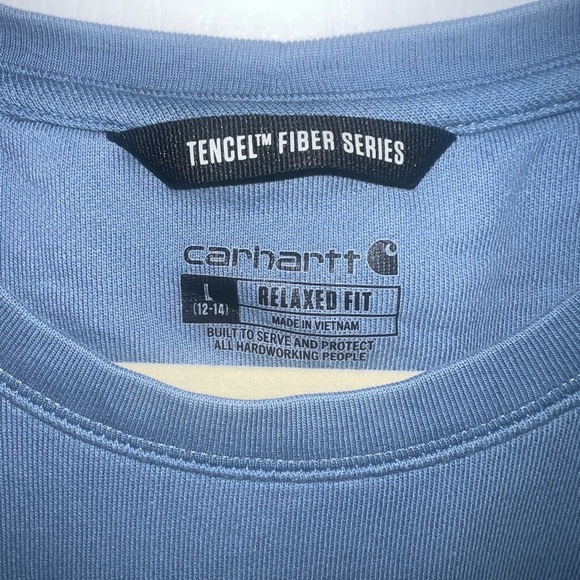 TENCEL™ FIBER SERIES
carhartt
L RELAXED FIT
(12-14) MADE IN VIETNAM
BUILT TO SERVE AND PROTECT
ALL HARDWORKING PEOPLE